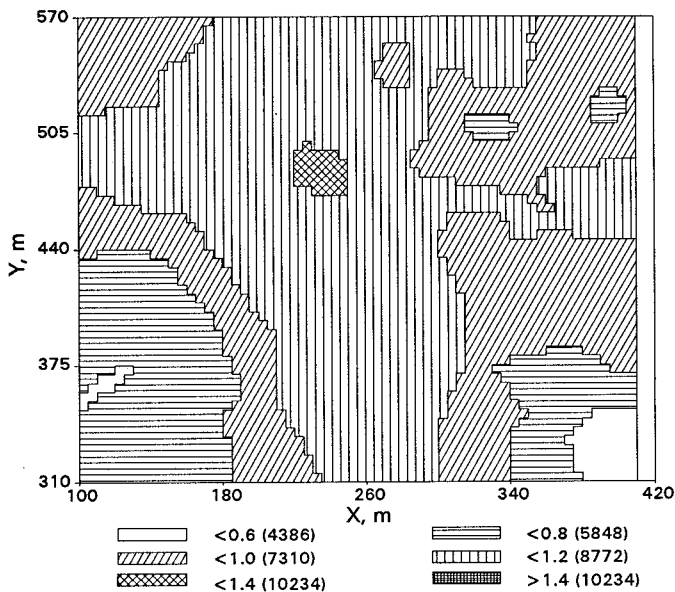 570
505
440
375
310
Y, m
100 180 260 340 420
X, m
<0.6 (4386) <0.8 (5848)
<1.0 (7310) <1.2 (8772)
<1.4 (10234) >1.4 (10234)